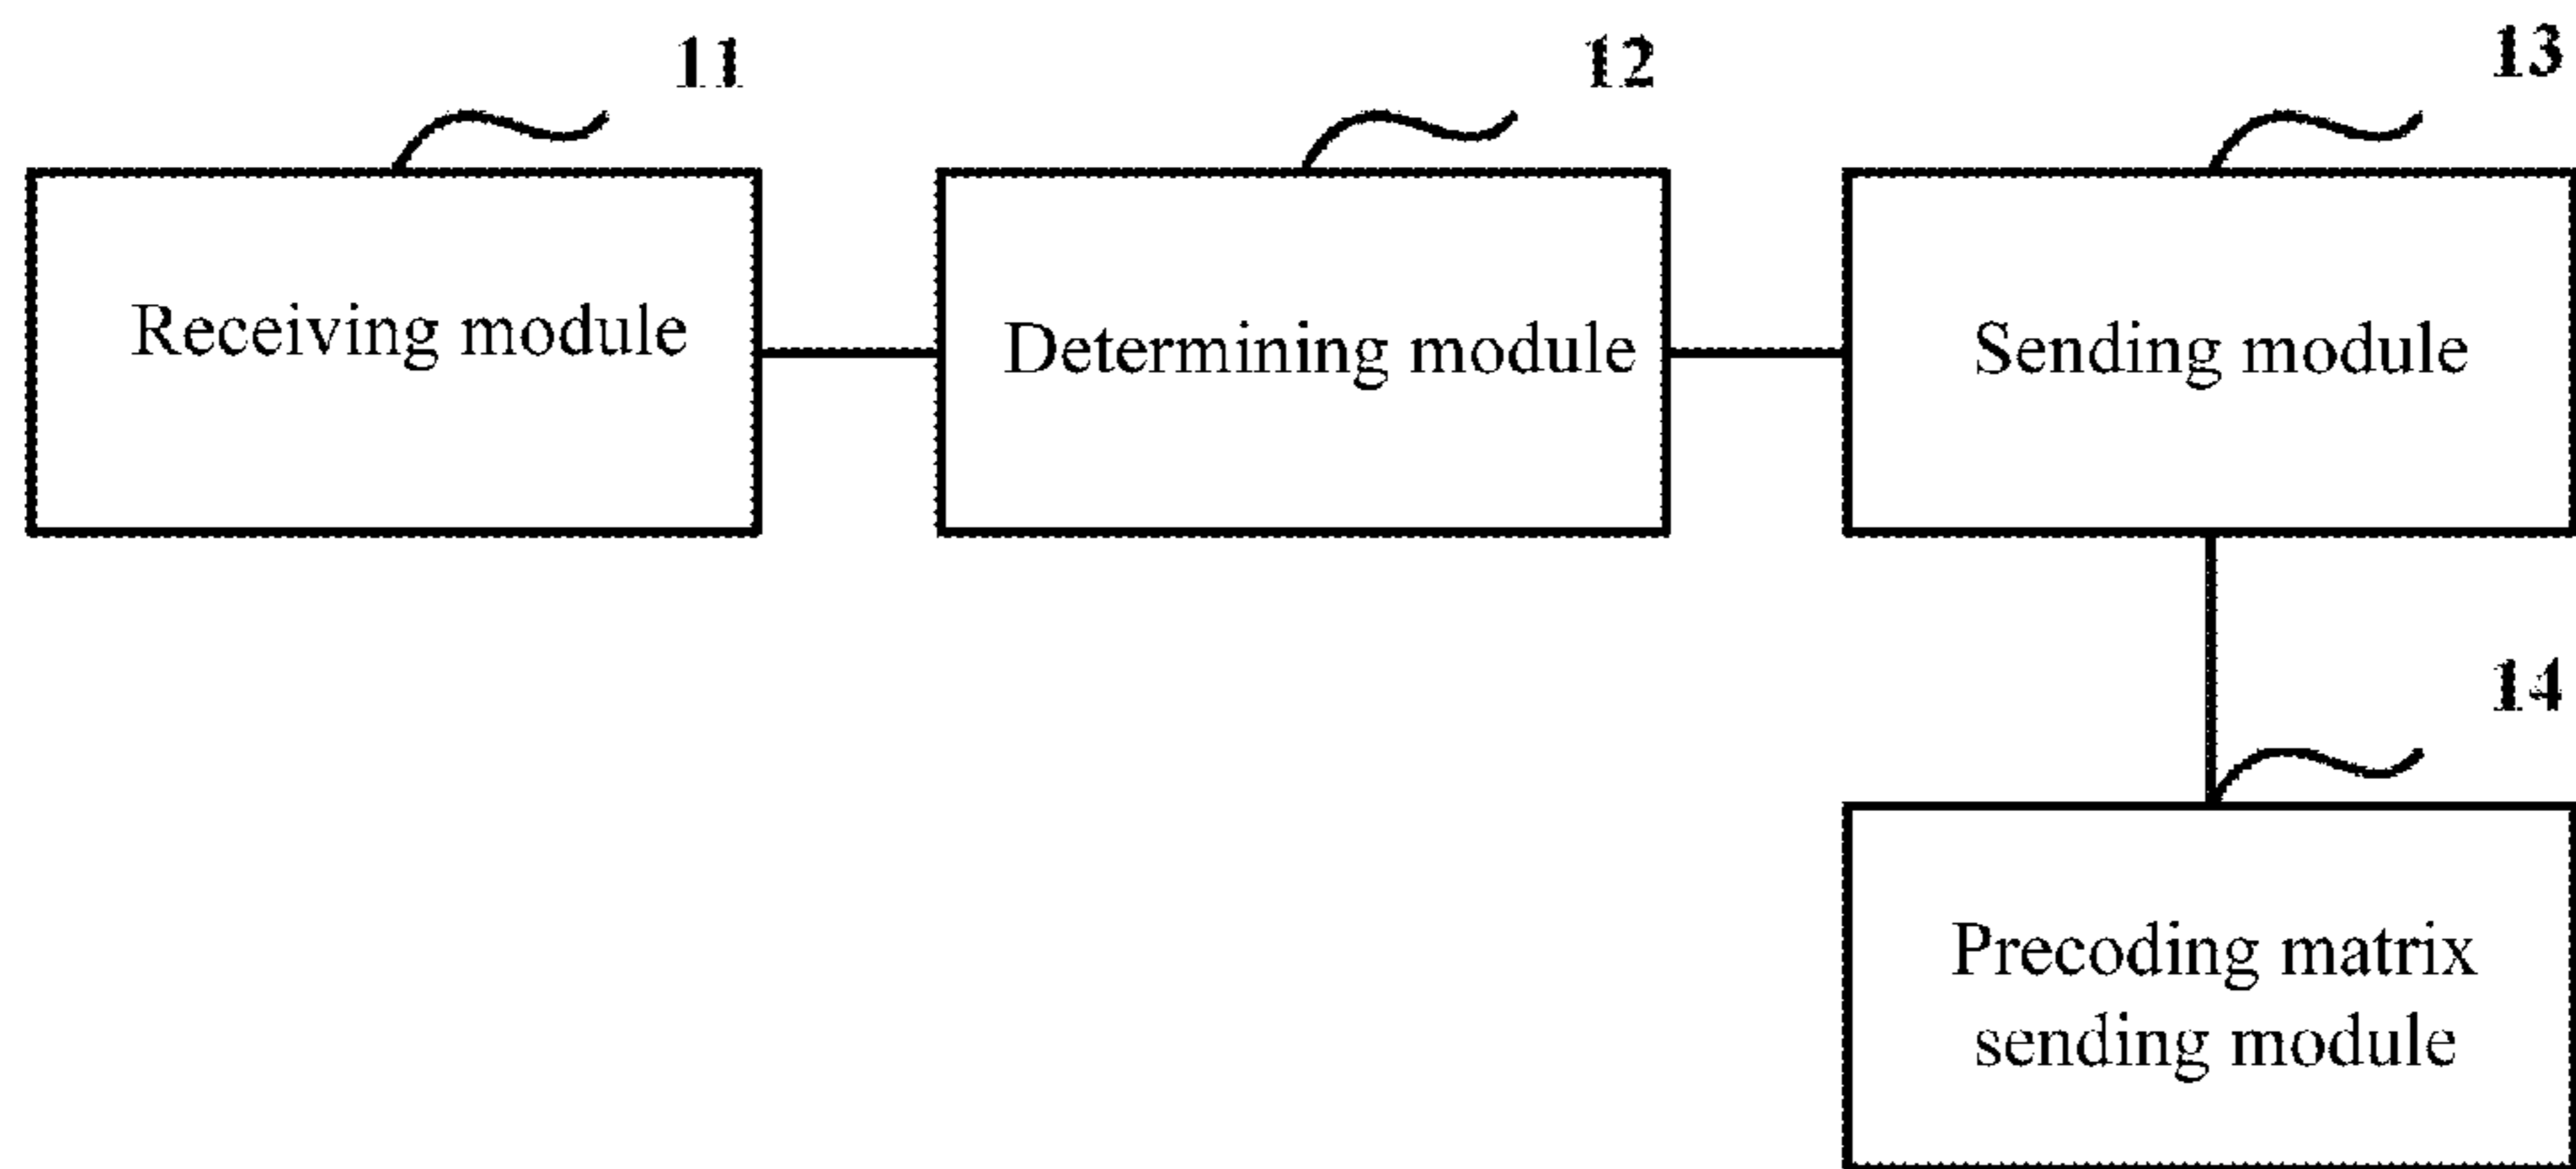 11
12
13
Receiving module
Determining module
Sending module
14
Precoding matrix
sending module